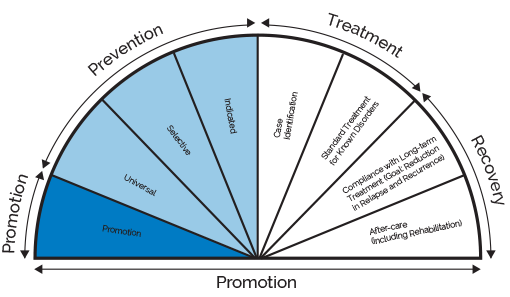 Prevention
Treatment
Promotion
Recovery
Promotion
Universal
Selective
Indicated
Case
Identification
Standard Treatment
for Known Disorders
Compliance with Long-term
Treatment (Goal: Reduction
in Relapse and Recurrence)
After-care
(Including Rehabilitation)
Promotion